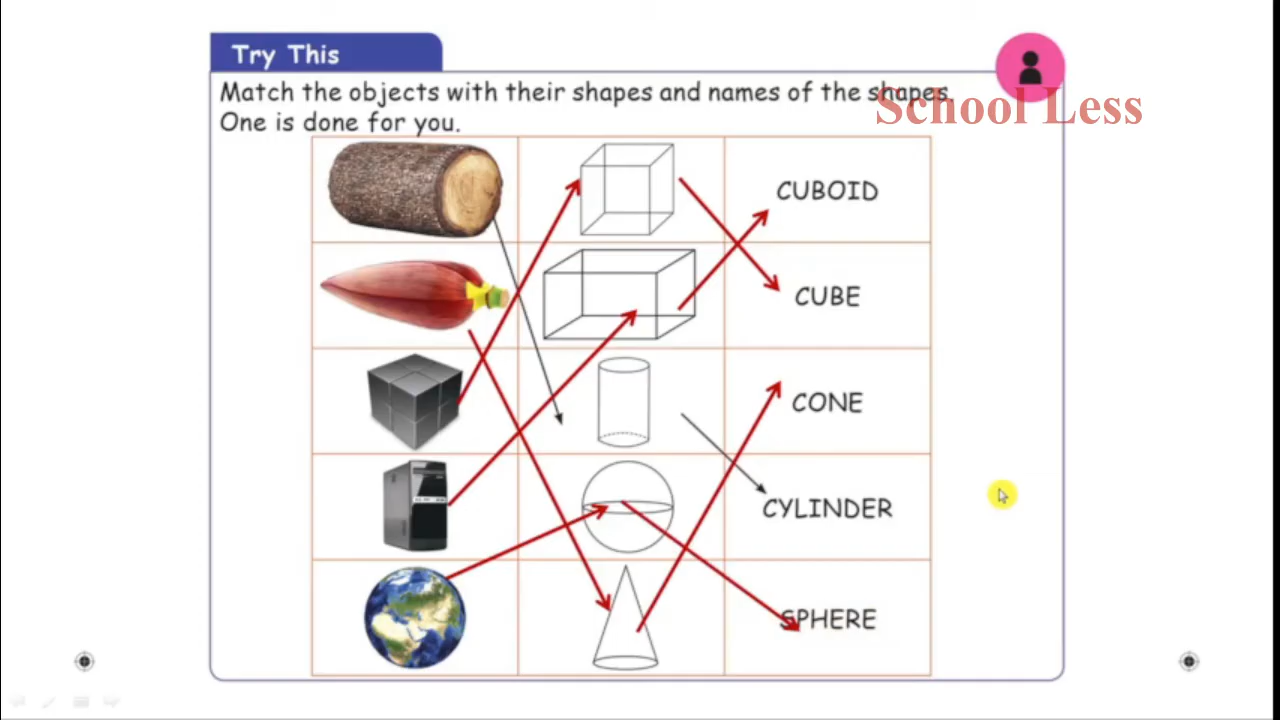 Try This
Match the objects with their shapes and names of the shapes.
One is done for you.
School Less
CUBOID
CUBE
CONE
CYLINDER
SPHERE